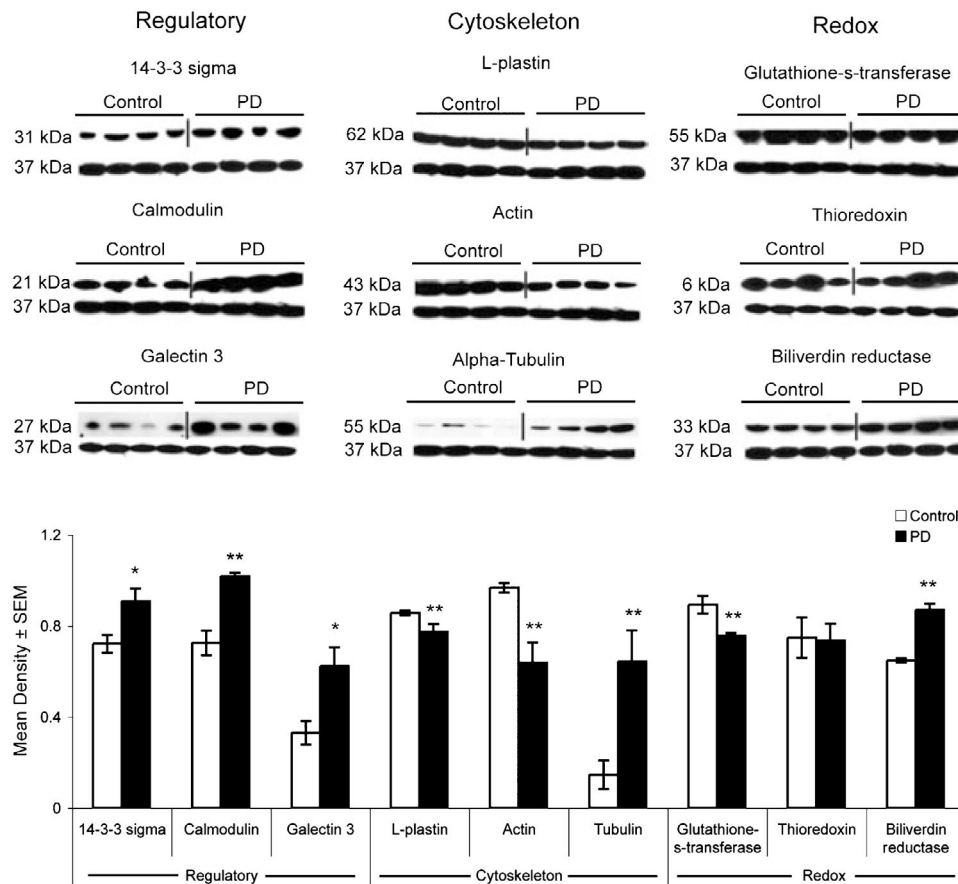 Regulatory Cytoskeleton Redox
14-3-3 sigma L-plastin Glutathione-s-transferase
Control PD Control PD Control PD
31 kDa 62 kDa 55 kDa
37 kDa 37 kDa 37 kDa
Calmodulin Actin Thioredoxin
Control PD Control PD Control PD
21 kDa 43 kDa 6 kDa
37 kDa 37 kDa 37 kDa
Galectin 3 Alpha-Tubulin Biliverdin reductase
Control PD Control PD Control PD
27 kDa 55 kDa 33 kDa
37 kDa 37 kDa 37 kDa
Control
PD
Mean Density ± SEM
1.2
0.8
0.4
0
* ** * ** ** ** ** **
14-3-3 sigma Calmodulin Galectin 3 L-plastin Actin Tubulin Glutathione- Thioredoxin Biliverdin
s-transferase reductase
Regulatory Cytoskeleton Redox